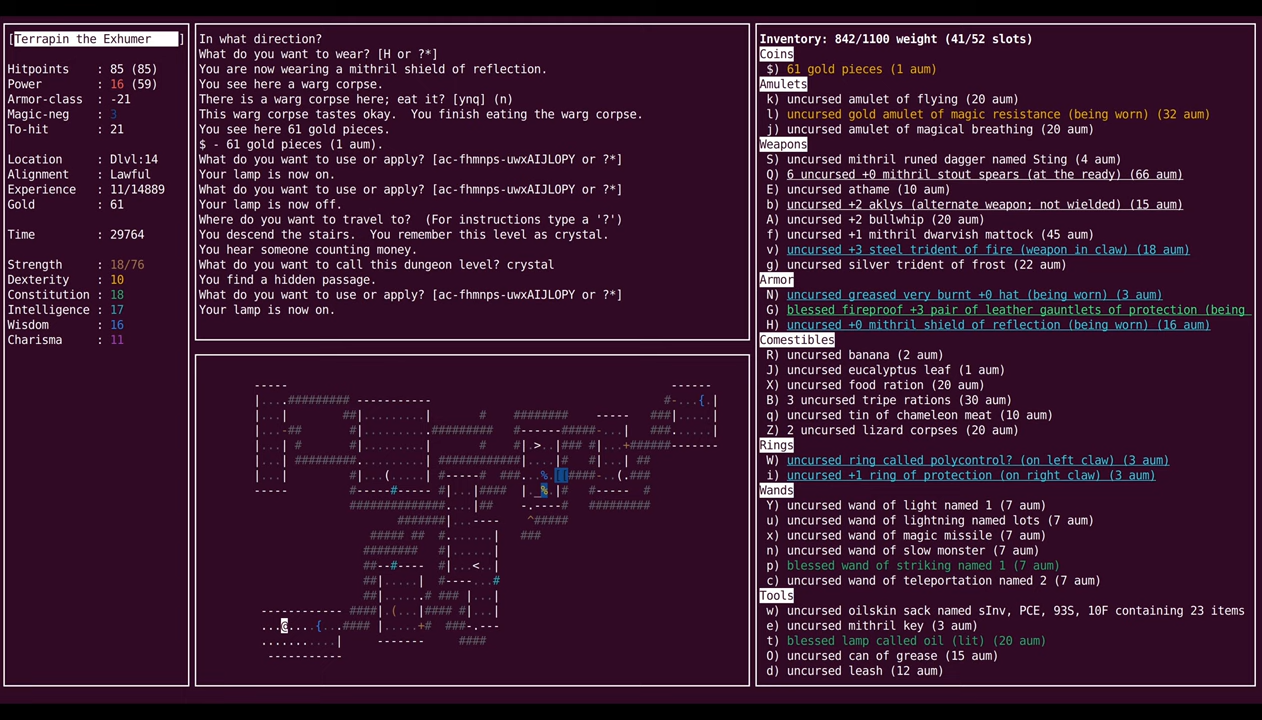 [Terrapin the Exhumer ]
Hitpoints : 85 (85)
Power : 16 (59)
Armor-class : -21
Magic-neg : 3
To-hit : 21
Location : Dlvl:14
Alignment : Lawful
Experience : 11/14889
Gold : 61
Time : 29764
Strength : 18/76
Dexterity : 10
Constitution : 18
Intelligence : 17
Wisdom : 16
Charisma : 11
In what direction?
What do you want to wear? [H or ?*]
You are now wearing a mithril shield of reflection.
You see here a warg corpse.
There is a warg corpse here; eat it? [ynq] (n)
This warg corpse tastes okay.  You finish eating the warg corpse.
You see here 61 gold pieces.
$ - 61 gold pieces (1 aum).
What do you want to use or apply? [ac-fhmnps-uwxAIJLOPY or ?*]
Your lamp is now on.
What do you want to use or apply? [ac-fhmnps-uwxAIJLOPY or ?*]
Your lamp is now off.
Where do you want to travel to?  (For instructions type a '?')
You descend the stairs.  You remember this level as crystal.
You hear someone counting money.
What do you want to call this dungeon level? crystal
You find a hidden passage.
What do you want to use or apply? [ac-fhmnps-uwxAIJLOPY or ?*]
Your lamp is now on.
Inventory: 842/1100 weight (41/52 slots)
Coins
$) 61 gold pieces (1 aum)
Amulets
k) uncursed amulet of flying (20 aum)
l) uncursed gold amulet of magic resistance (being worn) (32 aum)
j) uncursed amulet of magical breathing (20 aum)
Weapons
S) uncursed mithril runed dagger named Sting (4 aum)
Q) 6 uncursed +0 mithril stout spears (at the ready) (66 aum)
E) uncursed athame (10 aum)
b) uncursed +2 aklys (alternate weapon; not wielded) (15 aum)
A) uncursed +2 bullwhip (20 aum)
f) uncursed +1 mithril dwarvish mattock (45 aum)
v) uncursed +3 steel trident of fire (weapon in claw) (18 aum)
g) uncursed silver trident of frost (22 aum)
Armor
N) uncursed greased very burnt +0 hat (being worn) (3 aum)
G) blessed fireproof +3 pair of leather gauntlets of protection (being
H) uncursed +0 mithril shield of reflection (being worn) (16 aum)
Comestibles
R) uncursed banana (2 aum)
J) uncursed eucalyptus leaf (1 aum)
X) uncursed food ration (20 aum)
B) 3 uncursed tripe rations (30 aum)
q) uncursed tin of chameleon meat (10 aum)
Z) 2 uncursed lizard corpses (20 aum)
Rings
W) uncursed ring called polycontrol? (on left claw) (3 aum)
i) uncursed +1 ring of protection (on right claw) (3 aum)
Wands
Y) uncursed wand of light named 1 (7 aum)
u) uncursed wand of lightning named lots (7 aum)
x) uncursed wand of magic missile (7 aum)
n) uncursed wand of slow monster (7 aum)
p) blessed wand of striking named 1 (7 aum)
c) uncursed wand of teleportation named 2 (7 aum)
Tools
w) uncursed oilskin sack named sInv, PCE, 93S, 10F containing 23 items
e) uncursed mithril key (3 aum)
t) blessed lamp called oil (lit) (20 aum)
O) uncursed can of grease (15 aum)
d) uncursed leash (12 aum)